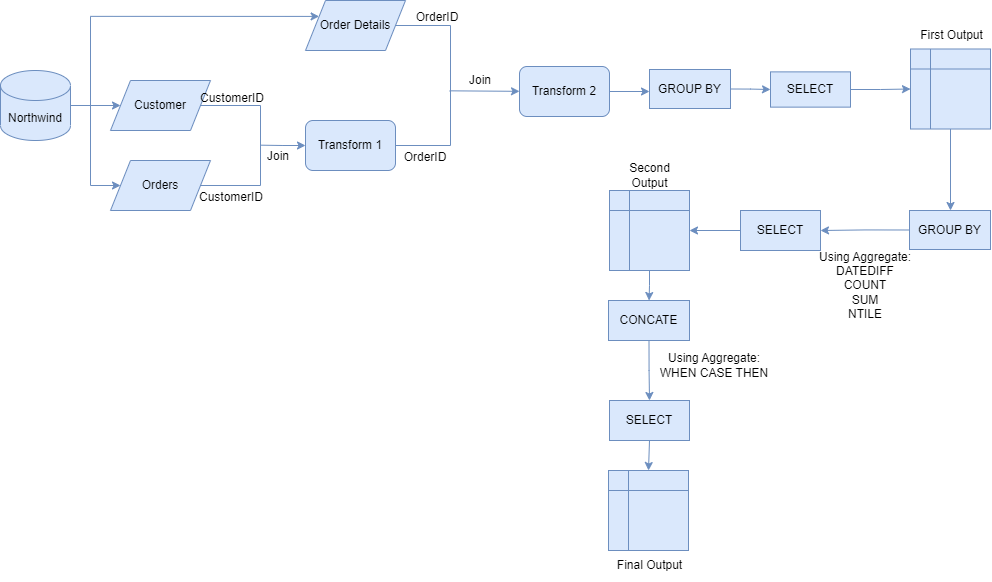 Order Details
OrderID
First Output
Northwind
Customer
CustomerID
Join
Transform 2
GROUP BY
SELECT
Transform 1
OrderID
Join
Orders
CustomerID
Second
Output
SELECT
GROUP BY
Using Aggregate:
DATEDIFF
COUNT
SUM
NTILE
CONCATE
Using Aggregate:
WHEN CASE THEN
SELECT
Final Output